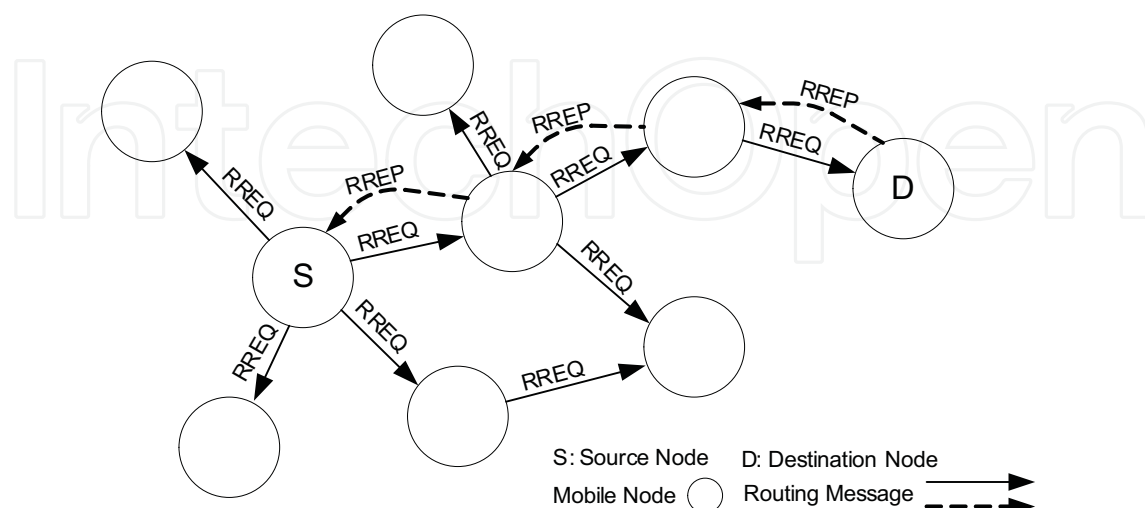 IntechOpen
RREP
RREQ
RREP
RREQ
RREQ
D
RREQ
RREP
RREQ
RREQ
RREQ
S
RREQ
RREQ
RREQ
S: Source Node D: Destination Node
Mobile Node Routing Message